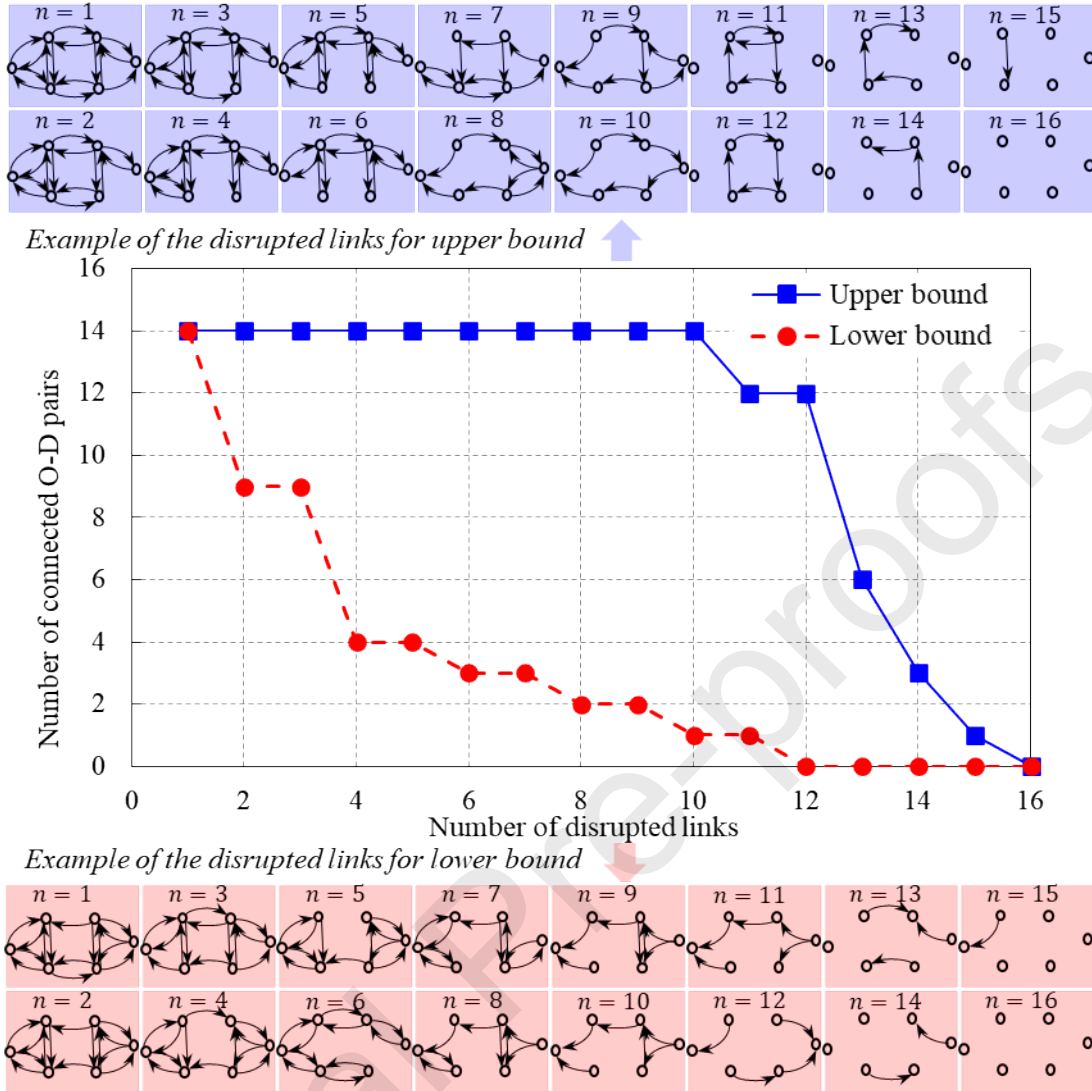 n = 1 n = 3 n = 5 n = 7 n = 9 n = 11 n = 13 n = 15
n = 2 n = 4 n = 6 n = 8 n = 10 n = 12 n = 14 n = 16
Example of the disrupted links for upper bound
16
14
12
10
8
6
4
2
0
Number of connected O-D pairs
Upper bound
Lower bound
0 2 4 6 8 10 12 14 16
Number of disrupted links
Example of the disrupted links for lower bound
n = 1 n = 3 n = 5 n = 7 n = 9 n = 11 n = 13 n = 15
n = 2 n = 4 n = 6 n = 8 n = 10 n = 12 n = 14 n = 16
l Pre-proofs